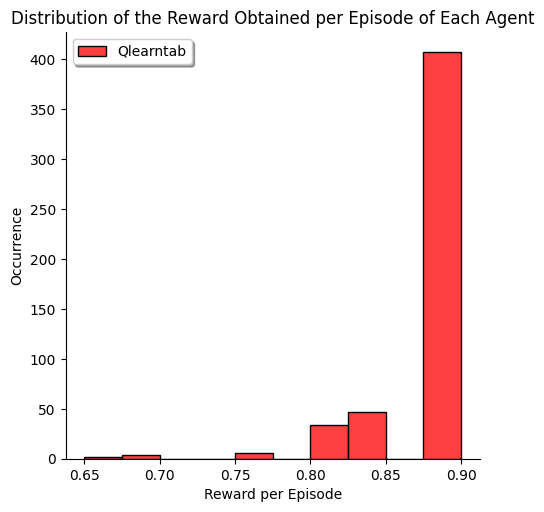 Distribution of the Reward Obtained per Episode of Each Agent
Qlearntab
400
350
300
250
200
150
100
50
0
Occurrence
0.65 0.70 0.75 0.80 0.85 0.90
Reward per Episode